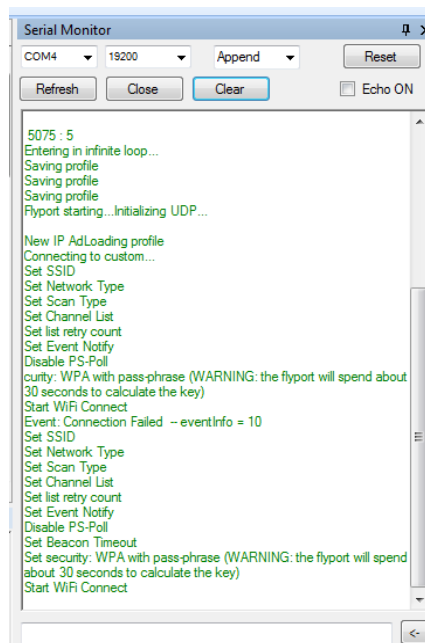 Serial Monitor
COM4 19200 Append Reset
Refresh Close Clear Echo ON
5075 : 5
Entering in infinite loop...
Saving profile
Saving profile
Saving profile
Flyport starting...Initializing UDP...
New IP AdLoading profile
Connecting to custom...
Set SSID
Set Network Type
Set Scan Type
Set Channel List
Set list retry count
Set Event Notify
Disable PS-Poll
curity: WPA with pass-phrase (WARNING: the flyport will spend about
30 seconds to calculate the key)
Start WiFi Connect
Event: Connection Failed -- eventInfo = 10
Set SSID
Set Network Type
Set Scan Type
Set Channel List
Set list retry count
Set Event Notify
Disable PS-Poll
Set Beacon Timeout
Set security: WPA with pass-phrase (WARNING: the flyport will spend
about 30 seconds to calculate the key)
Start WiFi Connect
<-